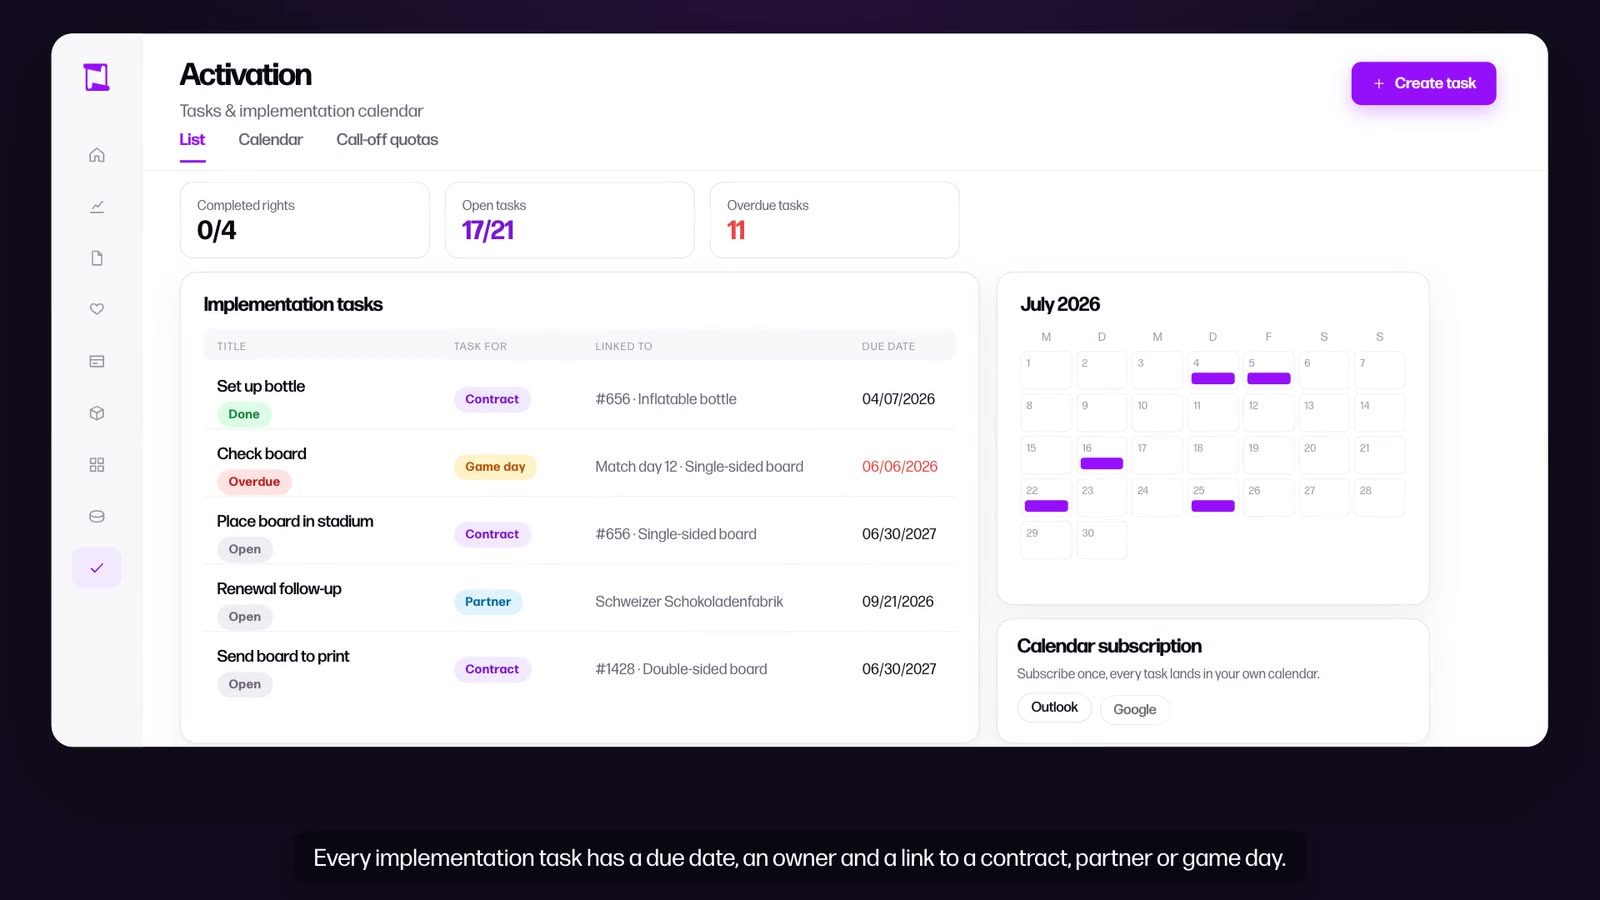 Activation
Tasks & implementation calendar
List Calendar Call-off quotas
+ Create task
Completed rights
0/4
Open tasks
17/21
Overdue tasks
11
Implementation tasks
TITLE TASK FOR LINKED TO DUE DATE
Set up bottle
Done
Contract
#656 · Inflatable bottle
04/07/2026
Check board
Overdue
Game day
Match day 12 · Single-sided board
06/06/2026
Place board in stadium
Open
Contract
#656 · Single-sided board
06/30/2027
Renewal follow-up
Open
Partner
Schweizer Schokoladenfabrik
09/21/2026
Send board to print
Open
Contract
#1428 · Double-sided board
06/30/2027
July 2026
M D M D F S S
1 2 3 4 5 6 7
8 9 10 11 12 13 14
15 16 17 18 19 20 21
22 23 24 25 26 27 28
29 30
Calendar subscription
Subscribe once, every task lands in your own calendar.
Outlook Google
Every implementation task has a due date, an owner and a link to a contract, partner or game day.